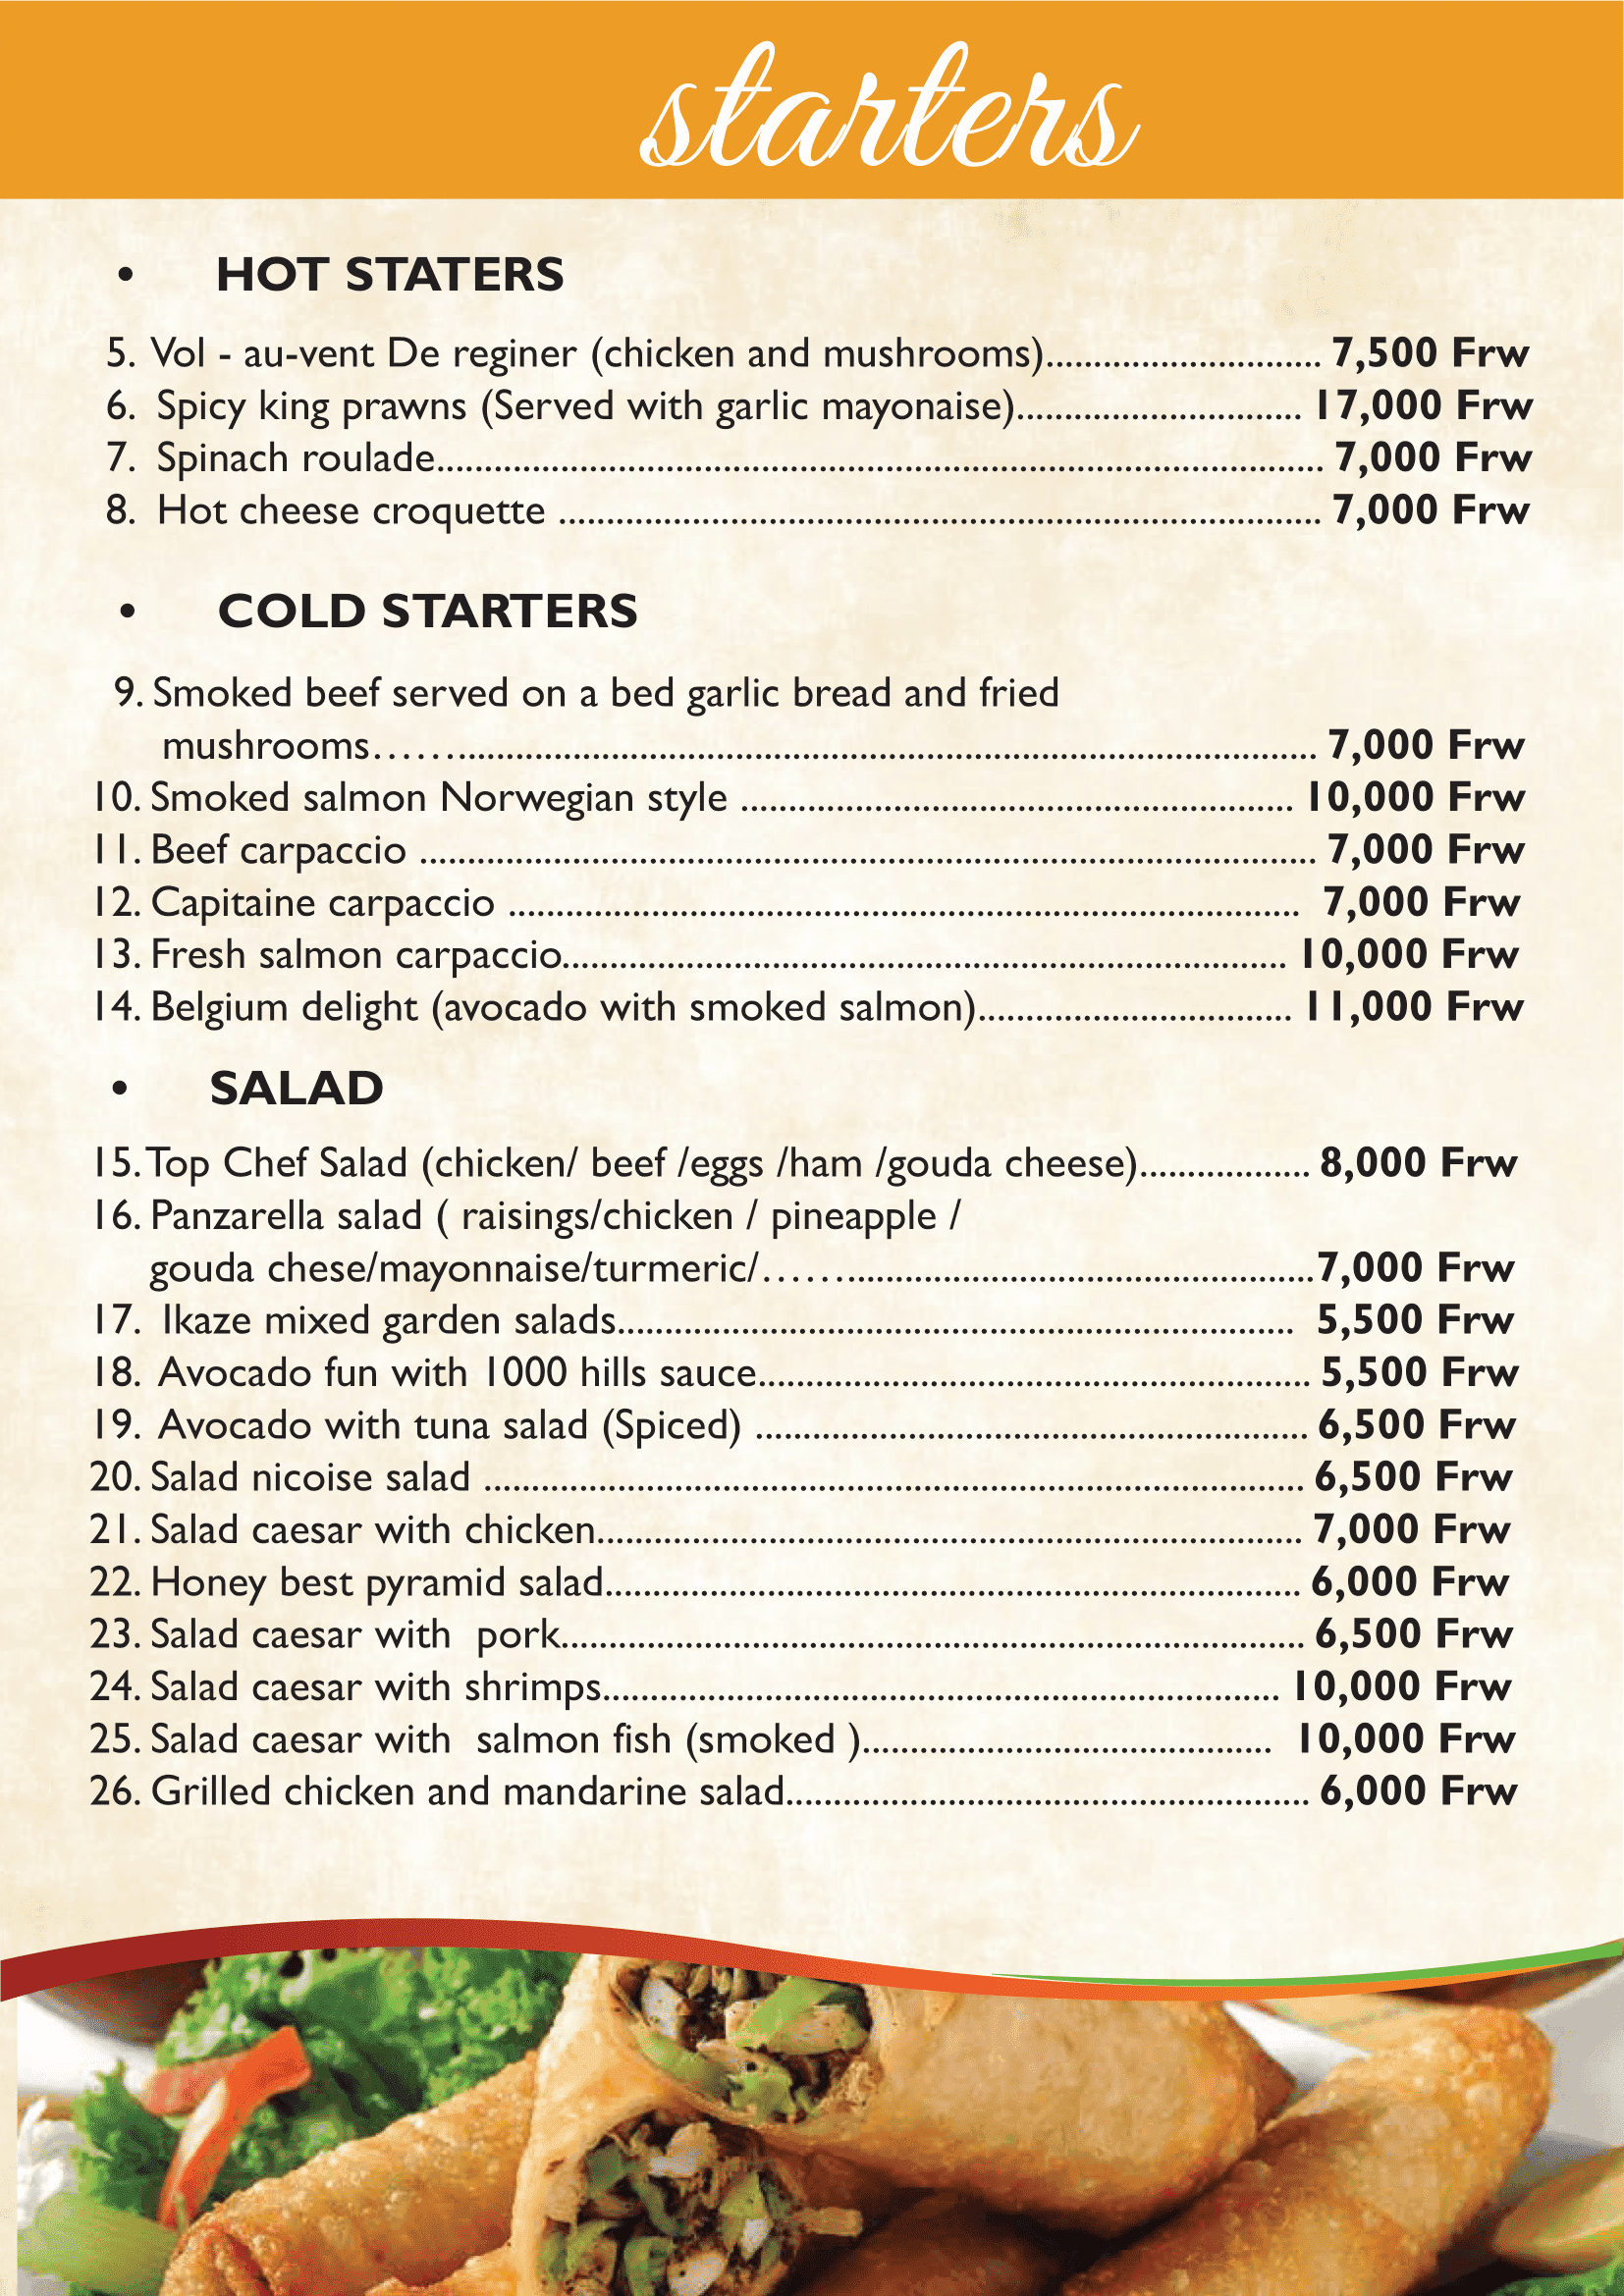 starters
• HOT STATERS
5. Vol - au-vent De reginer (chicken and mushrooms)............................. 7,500 Frw
6. Spicy king prawns (Served with garlic mayonaise).............................. 17,000 Frw
7. Spinach roulade............................................................................................. 7,000 Frw
8. Hot cheese croquette ................................................................................ 7,000 Frw
• COLD STARTERS
9. Smoked beef served on a bed garlic bread and fried
mushrooms…….......................................................................................... 7,000 Frw
10. Smoked salmon Norwegian style .......................................................... 10,000 Frw
11. Beef carpaccio .............................................................................................. 7,000 Frw
12. Capitaine carpaccio ................................................................................... 7,000 Frw
13. Fresh salmon carpaccio............................................................................ 10,000 Frw
14. Belgium delight (avocado with smoked salmon)................................. 11,000 Frw
• SALAD
15. Top Chef Salad (chicken/ beef /eggs /ham /gouda cheese).................. 8,000 Frw
16. Panzarella salad ( raisings/chicken / pineapple /
gouda chese/mayonnaise/turmeric/…….................................................7,000 Frw
17. Ikaze mixed garden salads....................................................................... 5,500 Frw
18. Avocado fun with 1000 hills sauce.......................................................... 5,500 Frw
19. Avocado with tuna salad (Spiced) .......................................................... 6,500 Frw
20. Salad nicoise salad ...................................................................................... 6,500 Frw
21. Salad caesar with chicken.......................................................................... 7,000 Frw
22. Honey best pyramid salad......................................................................... 6,000 Frw
23. Salad caesar with pork.............................................................................. 6,500 Frw
24. Salad caesar with shrimps....................................................................... 10,000 Frw
25. Salad caesar with salmon fish (smoked )........................................... 10,000 Frw
26. Grilled chicken and mandarine salad....................................................... 6,000 Frw